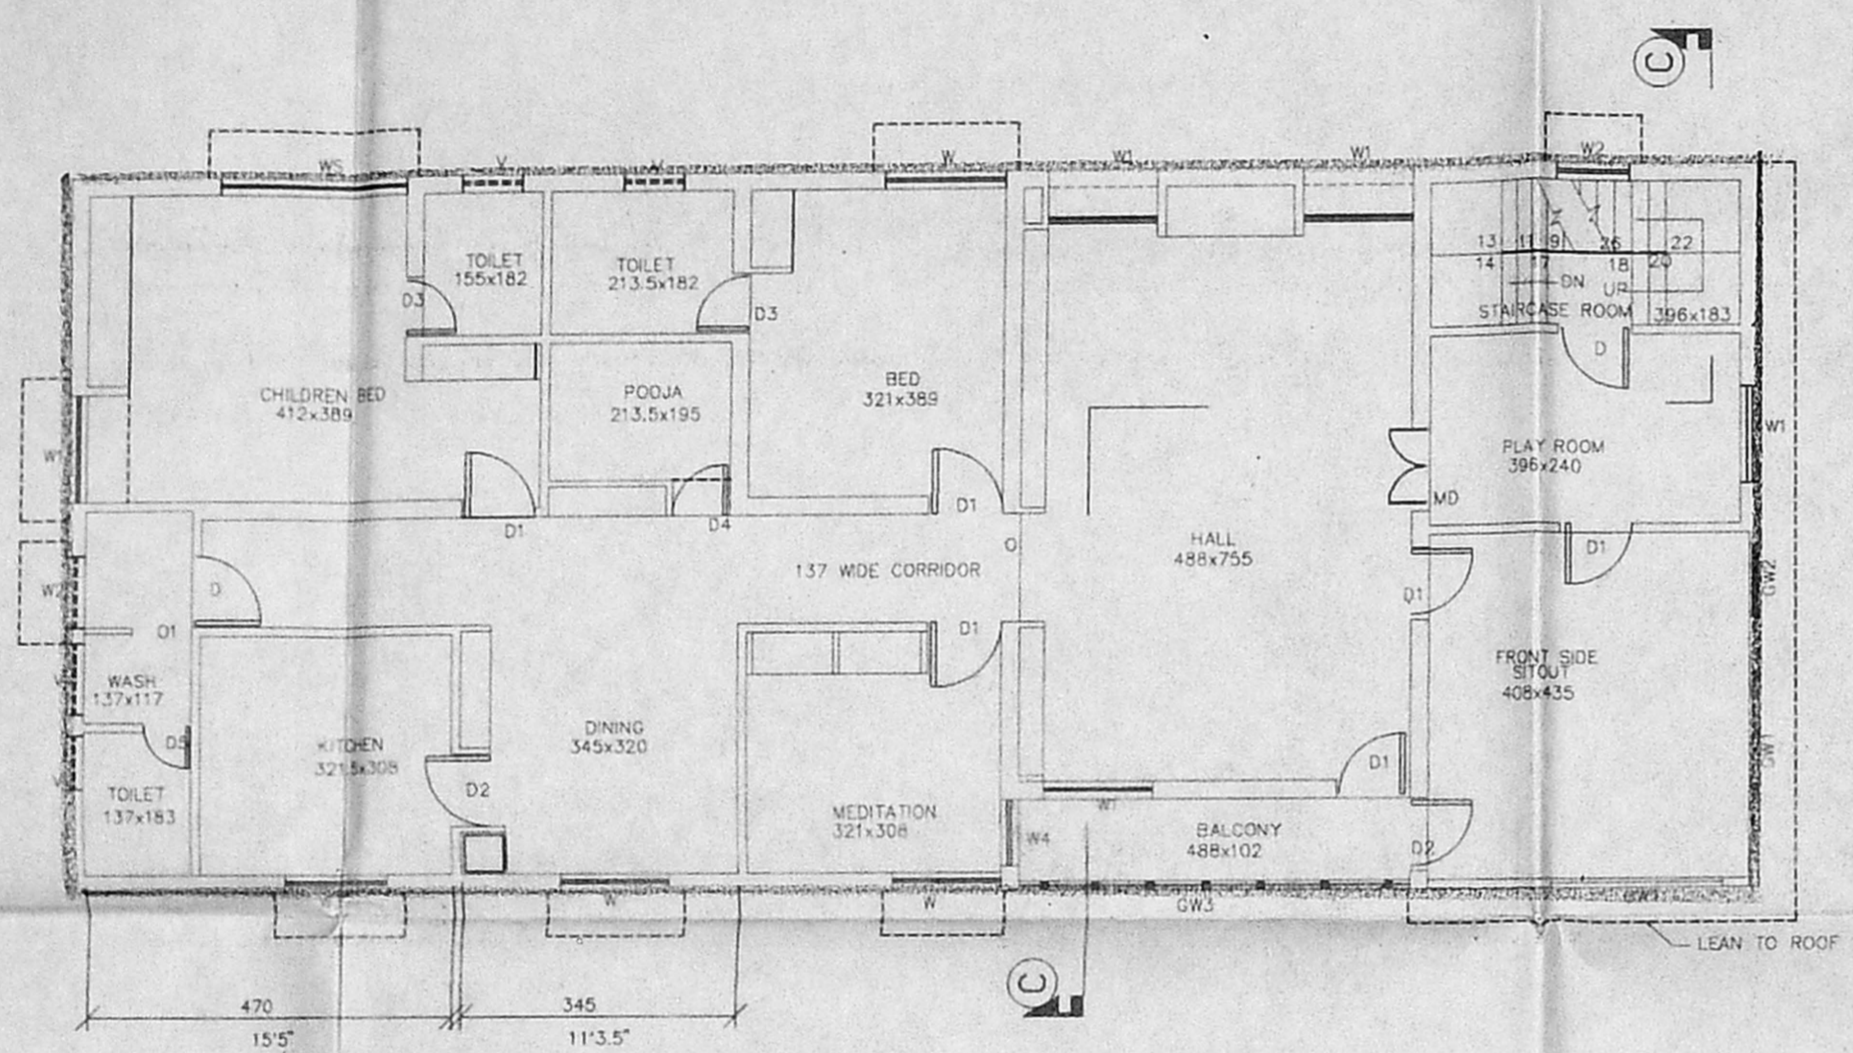 C
WS
V
V
W
W1
W1
W2
TOILET
155x182
TOILET
213.5x182
D3
D3
13 11 9 26 22
14 17 18 20
DN
UP
STAIRCASE ROOM 396x183
D
CHILDREN BED
412x389
POOJA
213.5x195
BED
321x389
W1
W1
PLAY ROOM
396x240
MD
D1
D4
D1
O
HALL
488x755
137 WIDE CORRIDOR
D1
D1
GW2
W2
D
O1
D1
WASH
137x117
V
FRONT SIDE
SITOUT
408x435
D5
KITCHEN
321.5x308
D2
DINING
345x320
D1
GW1
V
TOILET
137x183
MEDITATION
321x308
W4
W1
BALCONY
488x102
D2
W
W
GW3
LEAN TO ROOF
C
470
15'5"
345
11'3.5"